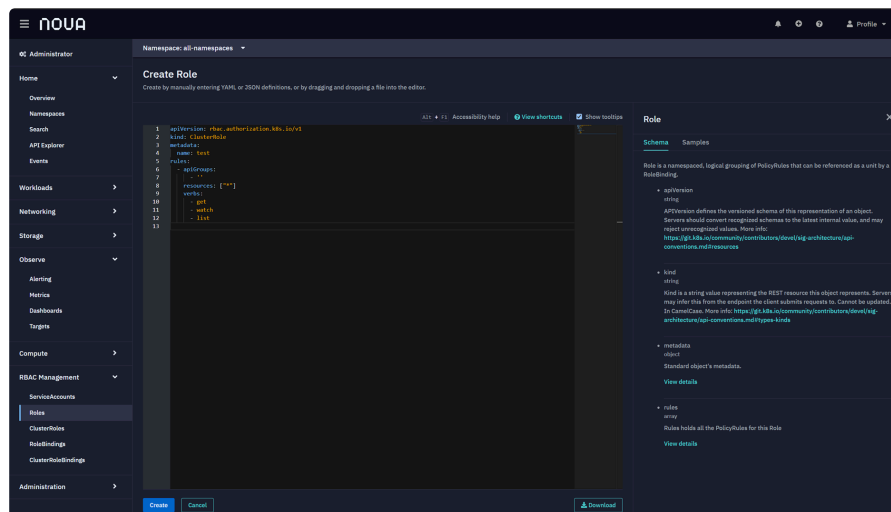 NOVA
Profile
Administrator
Namespace: all-namespaces
Home
Overview
Namespaces
Search
API Explorer
Events
Workloads
Networking
Storage
Observe
Alerting
Metrics
Dashboards
Targets
Compute
RBAC Management
ServiceAccounts
Roles
ClusterRoles
RoleBindings
ClusterRoleBindings
Administration
Create Role
Create by manually entering YAML or JSON definitions, or by dragging and dropping a file into the editor.
Alt + F1 Accessibility help
View shortcuts
Show tooltips
1 apiVersion: rbac.authorization.k8s.io/v1
2 kind: ClusterRole
3 metadata:
4 name: test
5 rules:
6 - apiGroups:
7 - ''
8 resources: ["*"]
9 verbs:
10 - get
11 - watch
12 - list
13
Create
Cancel
Download
Role
Schema Samples
Role is a namespaced, logical grouping of PolicyRules that can be referenced as a unit by a
RoleBinding.
• apiVersion
string
APIVersion defines the versioned schema of this representation of an object.
Servers should convert recognized schemas to the latest internal value, and may
reject unrecognized values. More info:
https://git.k8s.io/community/contributors/devel/sig-architecture/api-
conventions.md#resources
• kind
string
Kind is a string value representing the REST resource this object represents. Servers
may infer this from the endpoint the client submits requests to. Cannot be updated.
In CamelCase. More info: https://git.k8s.io/community/contributors/devel/sig-
architecture/api-conventions.md#types-kinds
• metadata
object
Standard object's metadata.
View details
• rules
array
Rules holds all the PolicyRules for this Role
View details